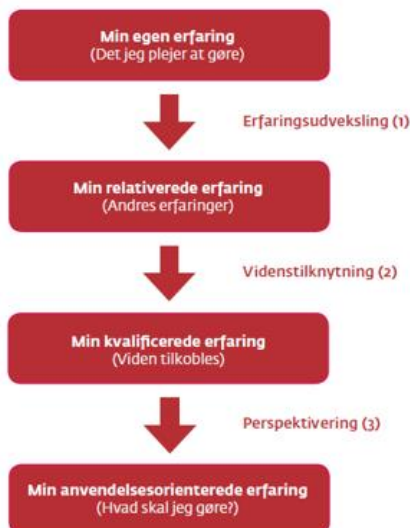 Min egen erfaring
(Det jeg plejer at gøre)
Erfaringsudveksling (1)
Min relativerede erfaring
(Andres erfaringer)
Videnstilknytning (2)
Min kvalificerede erfaring
(Viden tilkobles)
Perspektivering (3)
Min anvendelsesorienterede erfaring
(Hvad skal jeg gøre?)